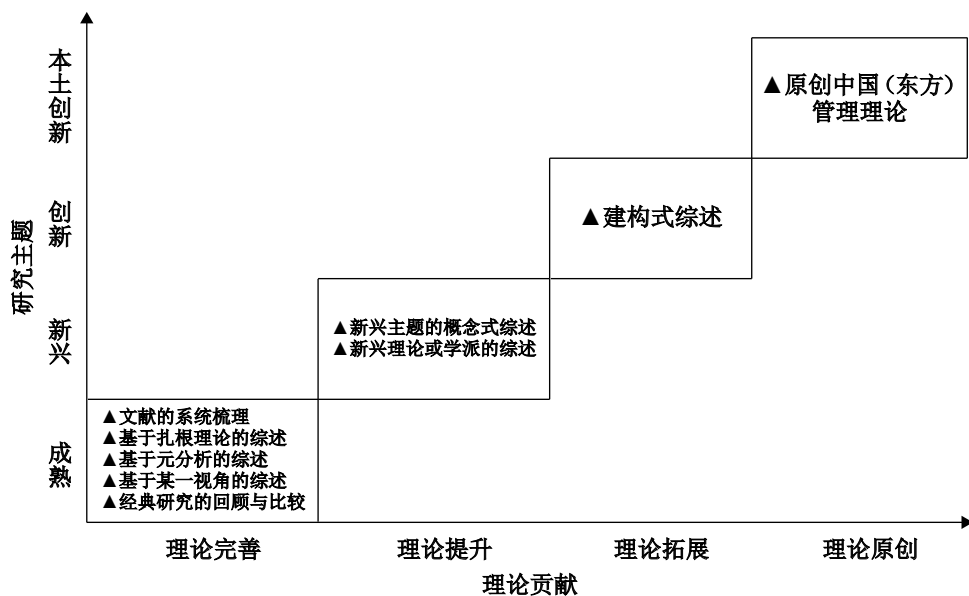 本土创新
▲原创中国（东方）
管理理论
创新
▲建构式综述
研究主题
新兴
▲新兴主题的概念式综述
▲新兴理论或学派的综述
成熟
▲文献的系统梳理
▲基于扎根理论的综述
▲基于元分析的综述
▲基于某一视角的综述
▲经典研究的回顾与比较
理论完善
理论提升
理论拓展
理论原创
理论贡献